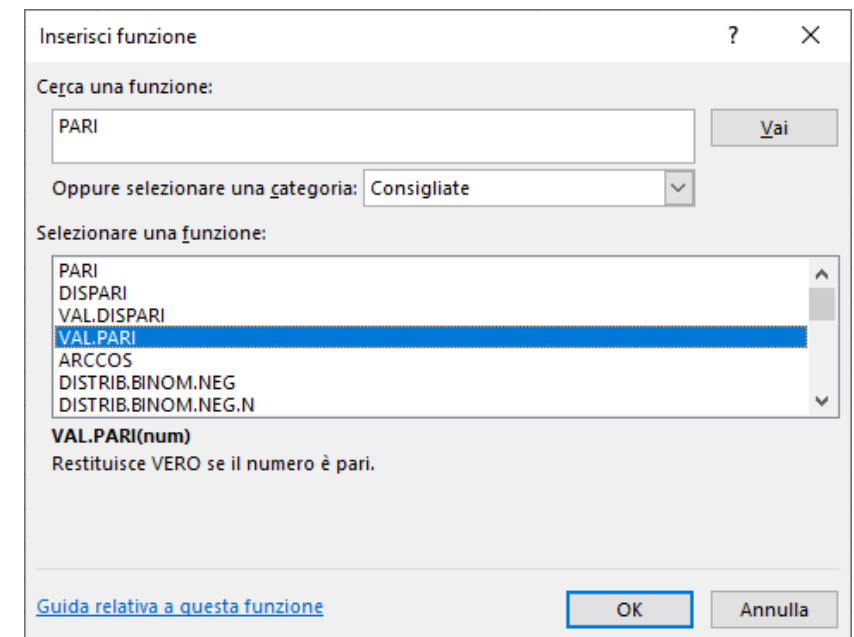 Inserisci funzione
?
Cerca una funzione:
PARI
Vai
Oppure selezionare una categoria: Consigliate
Selezionare una funzione:
PARI
DISPARI
VAL.DISPARI
VAL.PARI
ARCCOS
DISTRIB.BINOM.NEG
DISTRIB.BINOM.NEG.N
VAL.PARI(num)
Restituisce VERO se il numero è pari.
Guida relativa a questa funzione
OK
Annulla